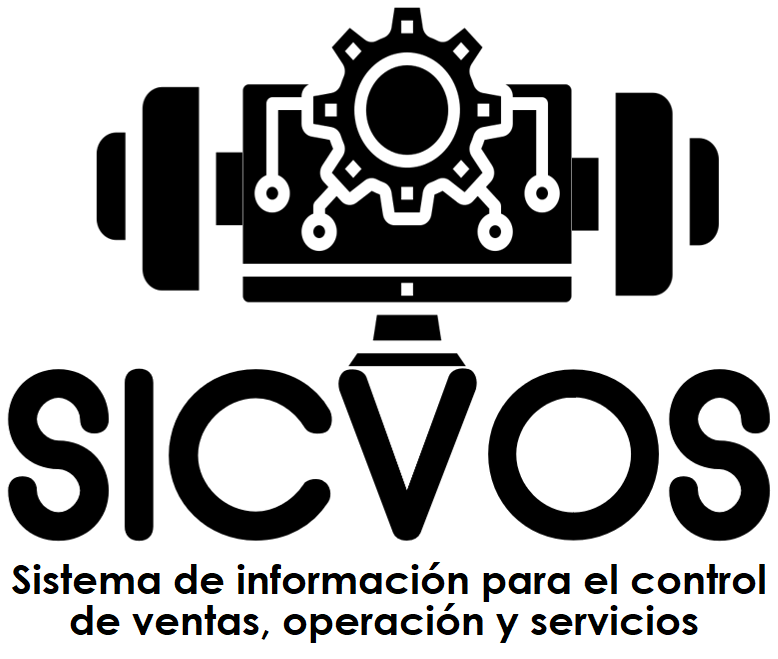 SICVOS
Sistema de información para el control
de ventas, operación y servicios